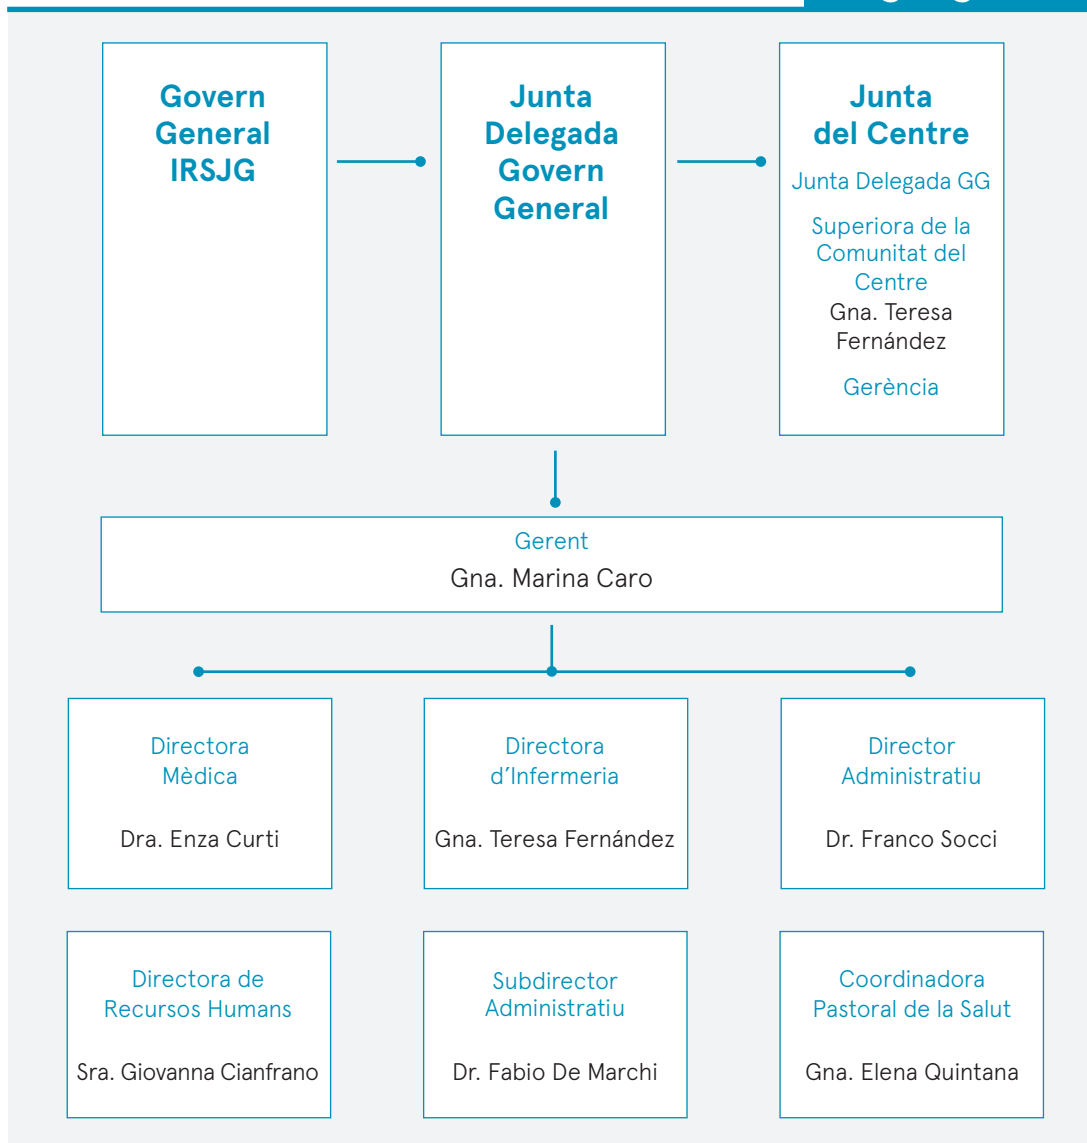 Govern
General
IRSJG
Junta
Delegada
Govern
General
Junta
del Centre
Junta Delegada GG
Superiora de la
Comunitat del
Centre
Gna. Teresa
Fernández
Gerència
Gerent
Gna. Marina Caro
Directora
Mèdica
Dra. Enza Curti
Directora
d’Infermeria
Gna. Teresa Fernández
Director
Administratiu
Dr. Franco Socci
Directora de
Recursos Humans
Sra. Giovanna Cianfrano
Subdirector
Administratiu
Dr. Fabio De Marchi
Coordinadora
Pastoral de la Salut
Gna. Elena Quintana